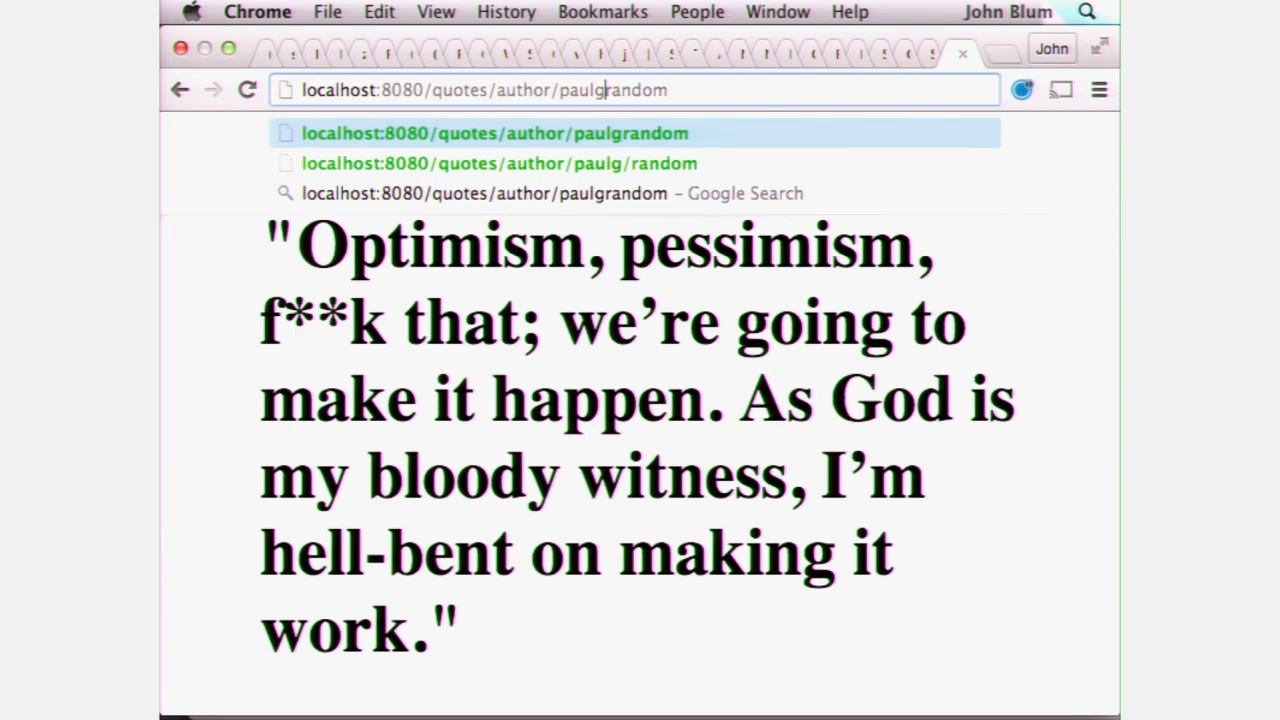 Chrome File Edit View History Bookmarks People Window Help John Blum
John
localhost:8080/quotes/author/paulgrandom
localhost:8080/quotes/author/paulgrandom
localhost:8080/quotes/author/paulg/random
localhost:8080/quotes/author/paulgrandom – Google Search
"Optimism, pessimism,
f**k that; we’re going to
make it happen. As God is
my bloody witness, I’m
hell-bent on making it
work."